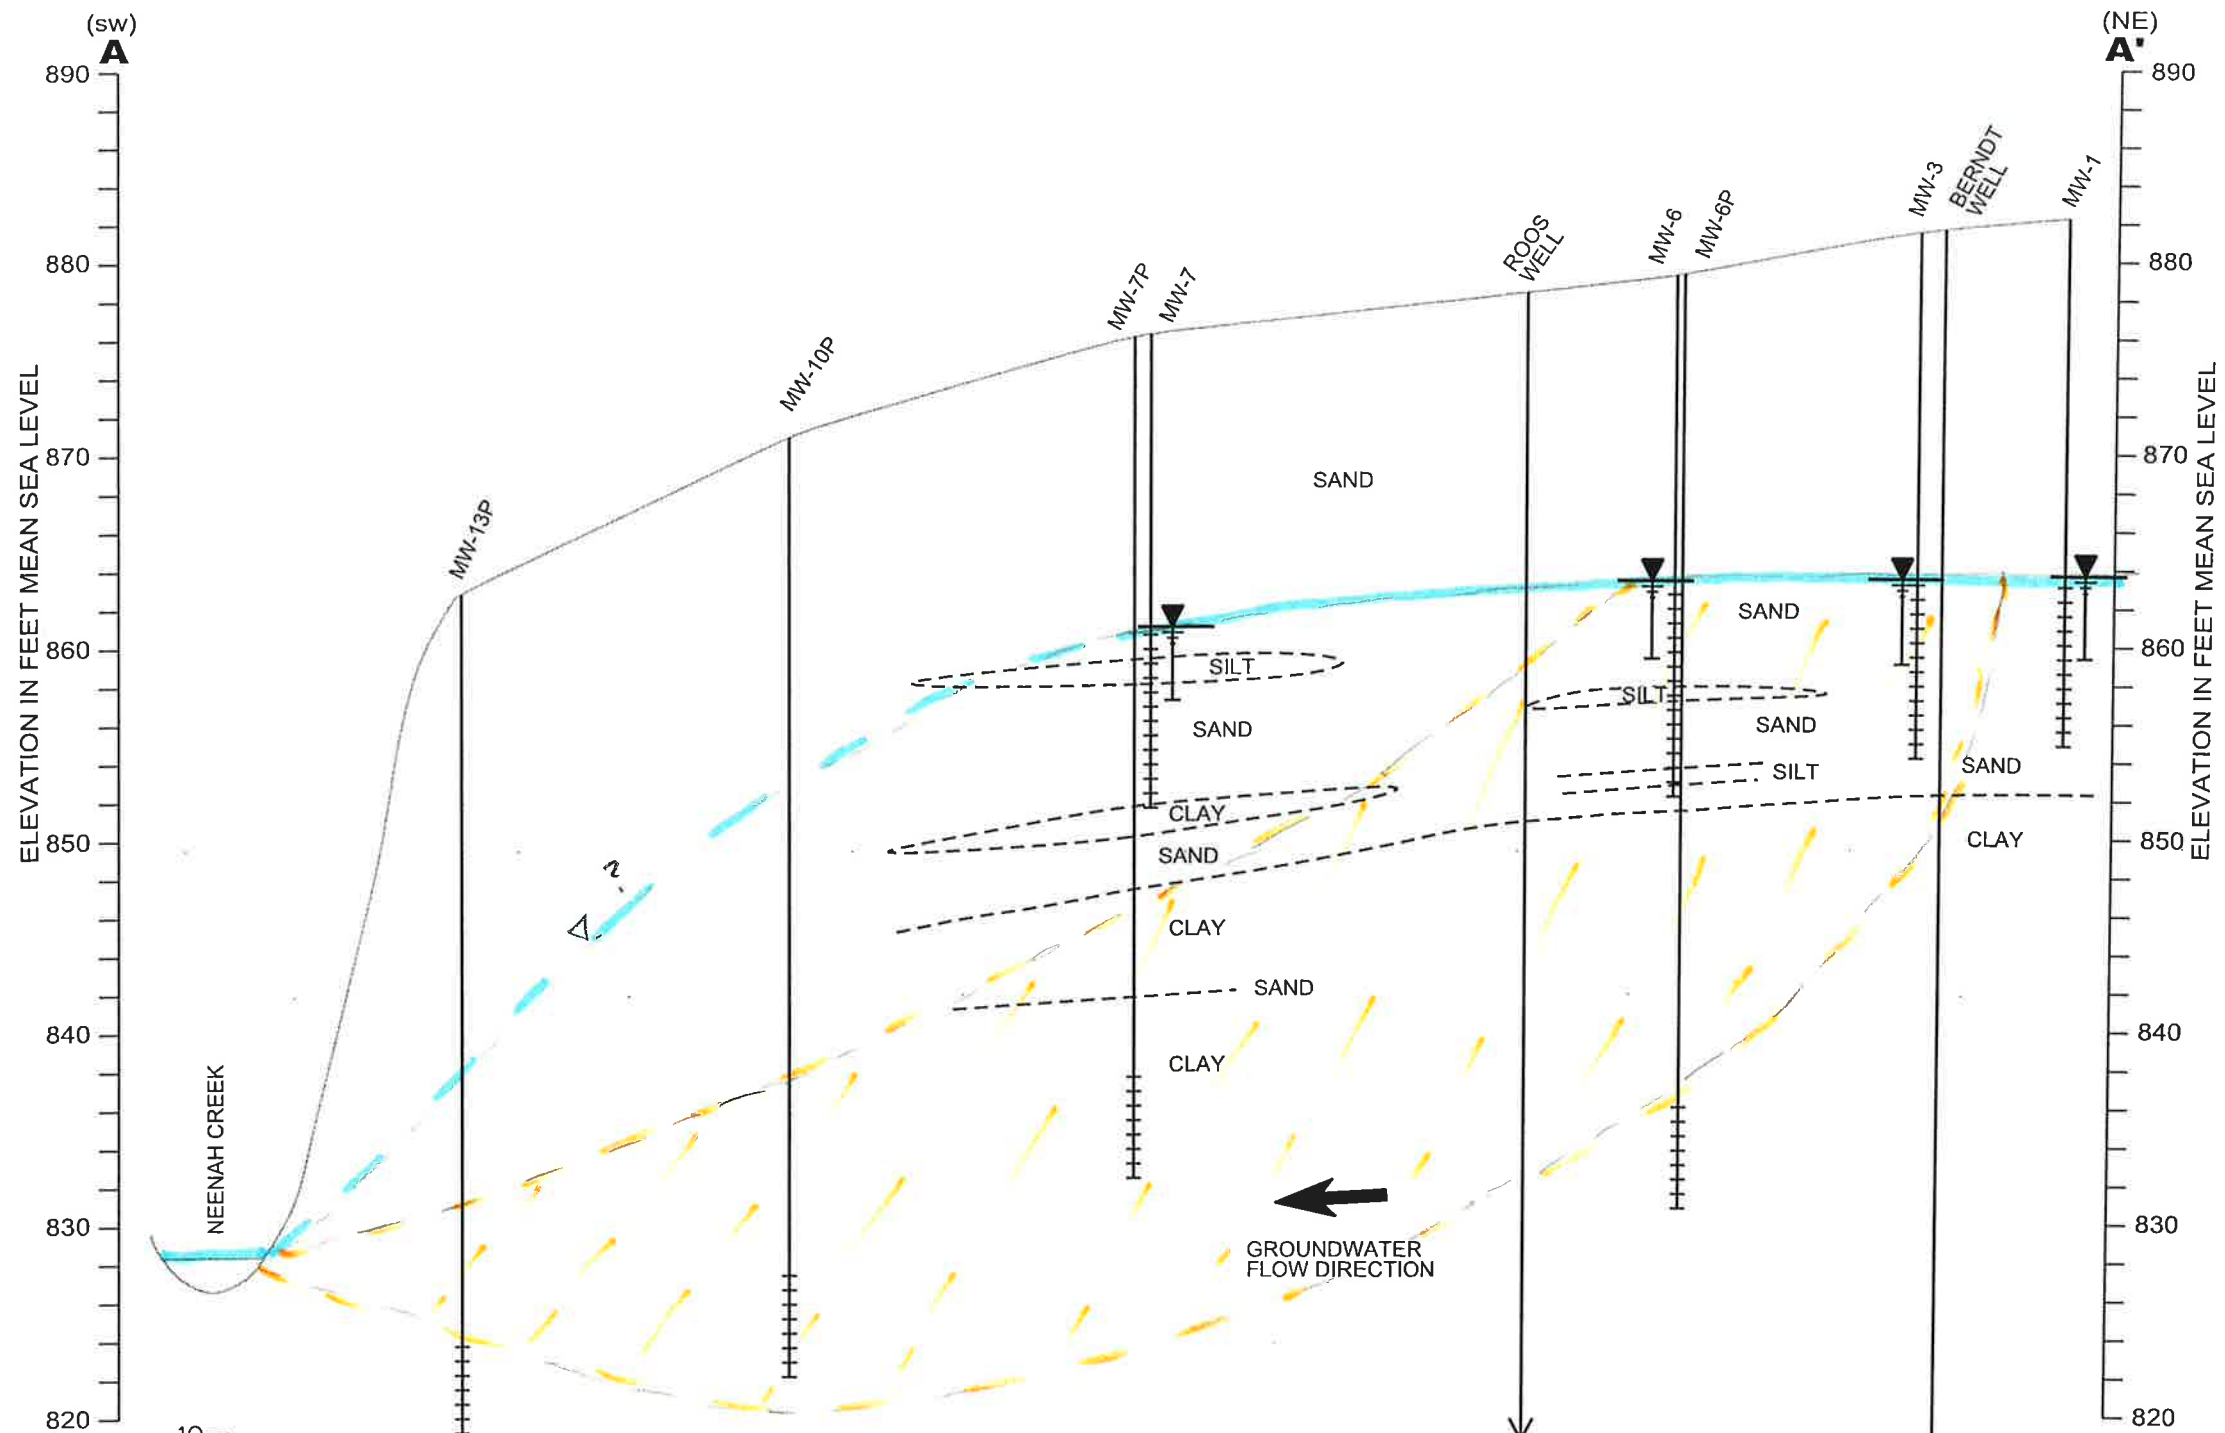 (SW)
A
(NE)
A'
890
880
870
860
850
840
830
820
ELEVATION IN FEET MEAN SEA LEVEL
NEENAH CREEK
MW-13P
MW-10P
MW-7P
MW-7
ROOS
WELL
MW-6
MW-6P
MW-3
BERNDT
WELL
MW-1
SAND
SAND
SILT
SILT
SAND
SAND
SILT
SAND
CLAY
SAND
CLAY
CLAY
SAND
CLAY
GROUNDWATER
FLOW DIRECTION
?
890
880
870
860
850
840
830
820
ELEVATION IN FEET MEAN SEA LEVEL